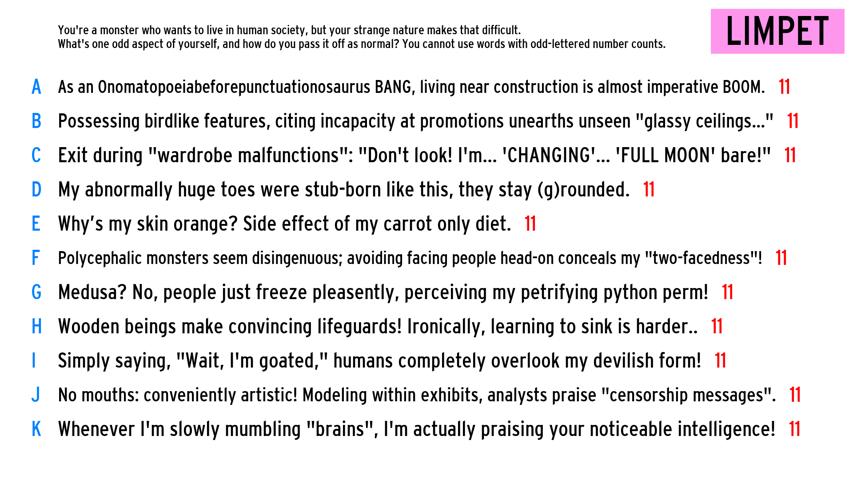 You're a monster who wants to live in human society, but your strange nature makes that difficult.
What's one odd aspect of yourself, and how do you pass it off as normal? You cannot use words with odd-lettered number counts.
LIMPET
A As an Onomatopoeiabeforepunctuationosaurus BANG, living near construction is almost imperative BOOM. 11
B Possessing birdlike features, citing incapacity at promotions unearths unseen "glassy ceilings..." 11
C Exit during "wardrobe malfunctions": "Don't look! I'm... 'CHANGING'... 'FULL MOON' bare!" 11
D My abnormally huge toes were stub-born like this, they stay (g)rounded. 11
E Why's my skin orange? Side effect of my carrot only diet. 11
F Polycephalic monsters seem disingenuous; avoiding facing people head-on conceals my "two-facedness"! 11
G Medusa? No, people just freeze pleasently, perceiving my petrifying python perm! 11
H Wooden beings make convincing lifeguards! Ironically, learning to sink is harder.. 11
I Simply saying, "Wait, I'm goated," humans completely overlook my devilish form! 11
J No mouths: conveniently artistic! Modeling within exhibits, analysts praise "censorship messages". 11
K Whenever I'm slowly mumbling "brains", I'm actually praising your noticeable intelligence! 11